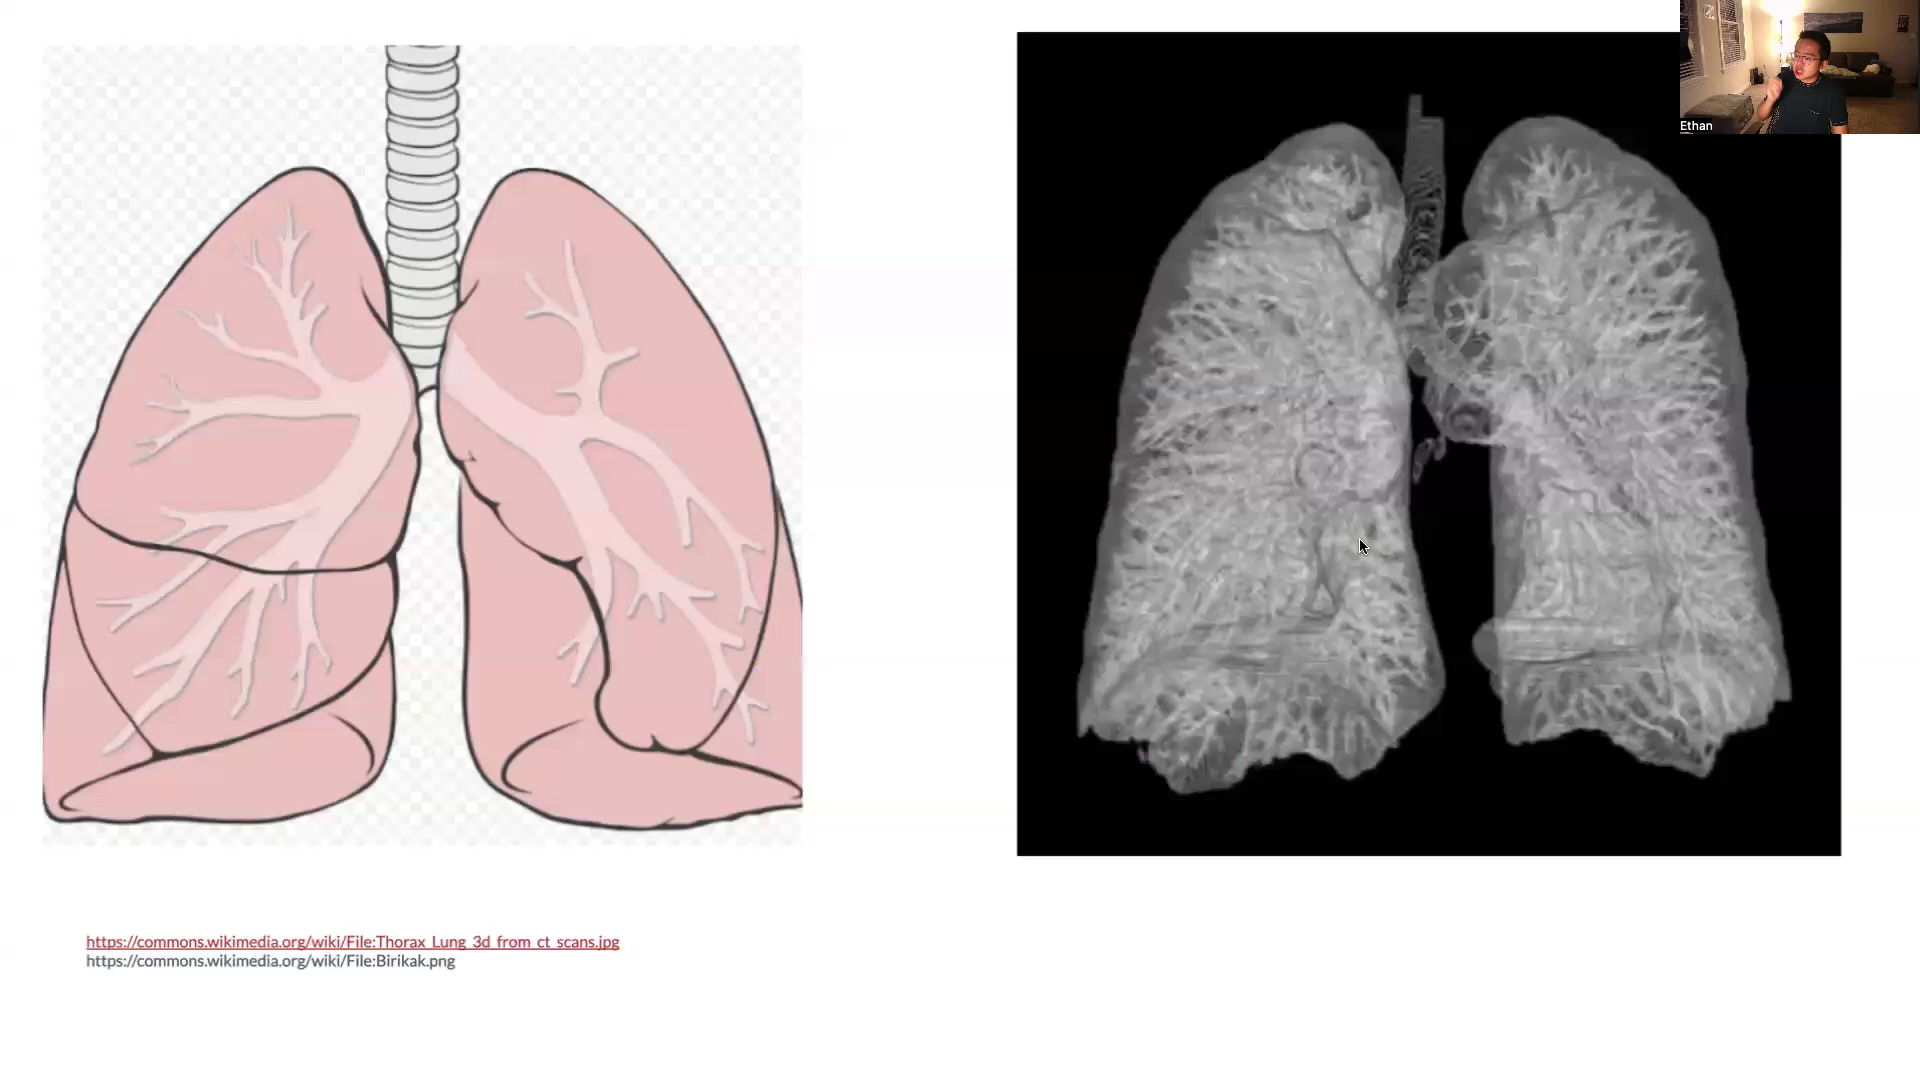 Ethan
https://commons.wikimedia.org/wiki/File:Thorax_Lung_3d_from_ct_scans.jpg
https://commons.wikimedia.org/wiki/File:Birikak.png